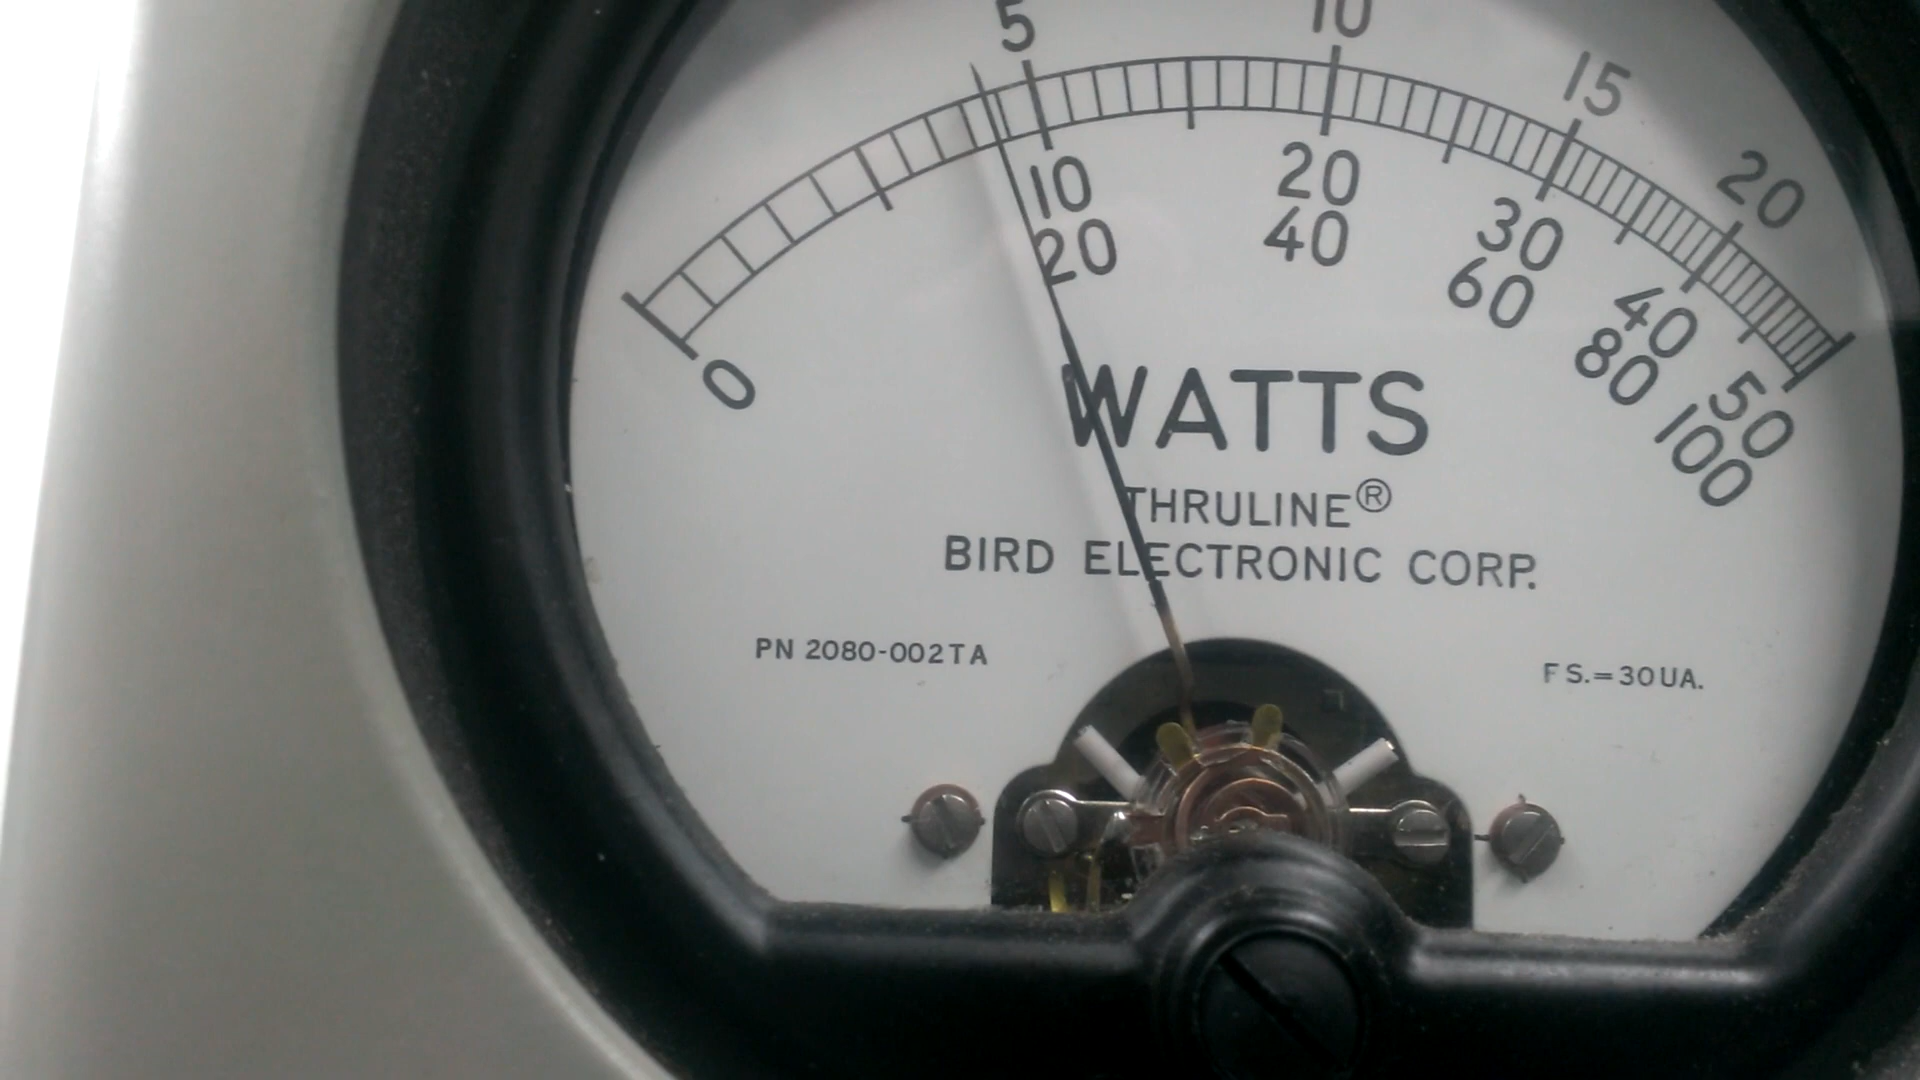 5 10 15 20
0 10 20 30 40 50
20 40 60 80 100
WATTS
THRULINE®
BIRD ELECTRONIC CORP.
PN 2080-002TA
FS.=30UA.